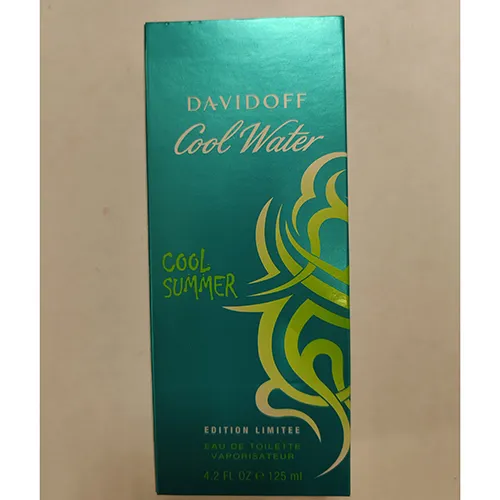 DAVIDOFF
Cool Water
COOL
SUMMER
EDITION LIMITEE
EAU DE TOILETTE
VAPORISATEUR
4.2 FL OZ ℮ 125 ml